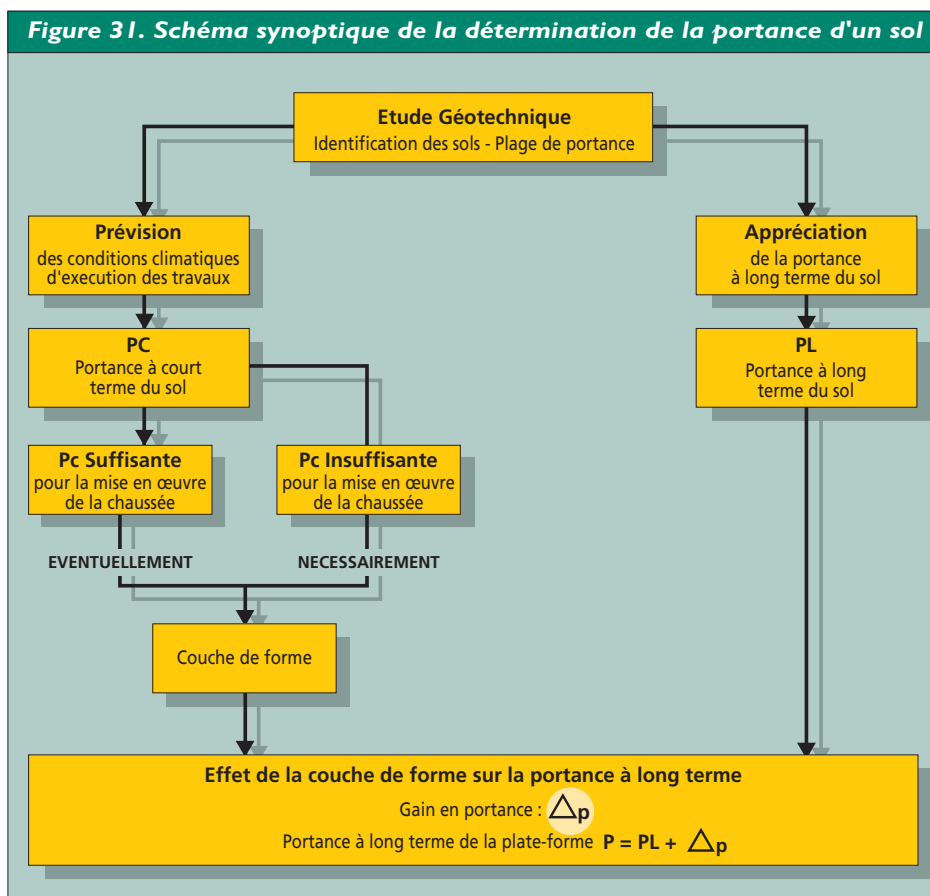 Figure 31. Schéma synoptique de la détermination de la portance d'un sol
Etude Géotechnique
Identification des sols - Plage de portance
Prévision
des conditions climatiques
d'execution des travaux
Appréciation
de la portance
à long terme du sol
PC
Portance à court
terme du sol
PL
Portance à long
terme du sol
Pc Suffisante
pour la mise en œuvre
de la chaussée
Pc Insuffisante
pour la mise en œuvre
de la chaussée
EVENTUELLEMENT
NECESSAIREMENT
Couche de forme
Effet de la couche de forme sur la portance à long terme
Gain en portance : △p
Portance à long terme de la plate-forme P = PL + △p